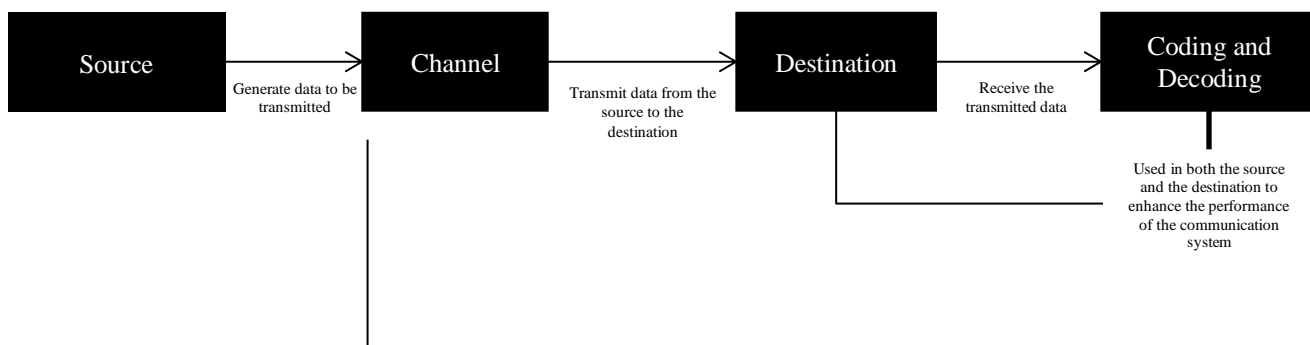 Source
Generate data to be
transmitted
Channel
Transmit data from the
source to the
destination
Destination
Receive the
transmitted data
Coding and
Decoding
Used in both the source
and the destination to
enhance the performance
of the communication
system